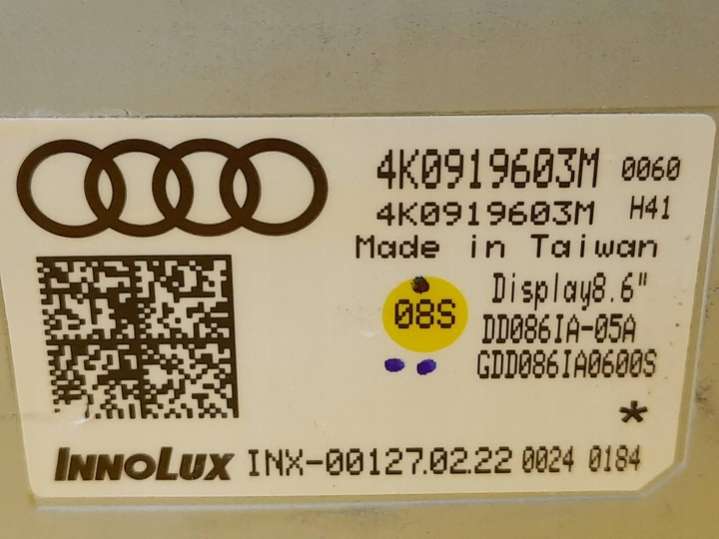 4K0919603M 0060
4K0919603M H41
Made in Taiwan
Display8.6"
08S
DD086IA-05A
GDD086IA0600S
*
INNOLUX INX-00127.02.22 0024 0184